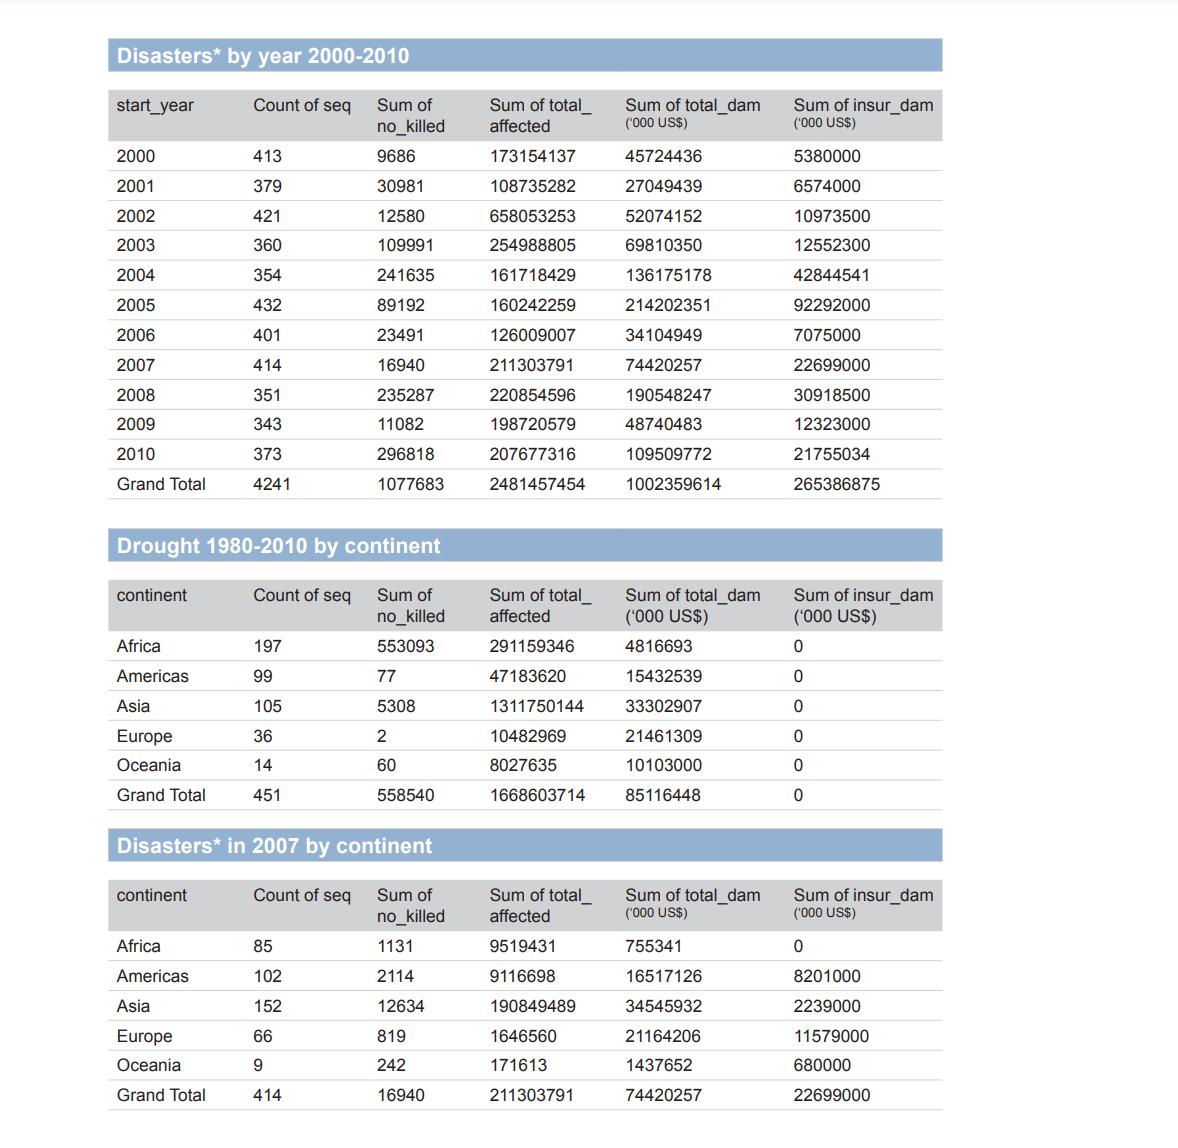 Disasters* by year 2000-2010
start_year Count of seq Sum of no_killed Sum of total_affected Sum of total_dam ('000 US$) Sum of insur_dam ('000 US$)
2000 413 9686 173154137 45724436 5380000
2001 379 30981 108735282 27049439 6574000
2002 421 12580 658053253 52074152 10973500
2003 360 109991 254988805 69810350 12552300
2004 354 241635 161718429 136175178 42844541
2005 432 89192 160242259 214202351 92292000
2006 401 23491 126009007 34104949 7075000
2007 414 16940 211303791 74420257 22699000
2008 351 235287 220854596 190548247 30918500
2009 343 11082 198720579 48740483 12323000
2010 373 296818 207677316 109509772 21755034
Grand Total 4241 1077683 2481457454 1002359614 265386875
Drought 1980-2010 by continent
continent Count of seq Sum of no_killed Sum of total_affected Sum of total_dam ('000 US$) Sum of insur_dam ('000 US$)
Africa 197 553093 291159346 4816693 0
Americas 99 77 47183620 15432539 0
Asia 105 5308 1311750144 33302907 0
Europe 36 2 10482969 21461309 0
Oceania 14 60 8027635 10103000 0
Grand Total 451 558540 1668603714 85116448 0
Disasters* in 2007 by continent
continent Count of seq Sum of no_killed Sum of total_affected Sum of total_dam ('000 US$) Sum of insur_dam ('000 US$)
Africa 85 1131 9519431 755341 0
Americas 102 2114 9116698 16517126 8201000
Asia 152 12634 190849489 34545932 2239000
Europe 66 819 1646560 21164206 11579000
Oceania 9 242 171613 1437652 680000
Grand Total 414 16940 211303791 74420257 22699000